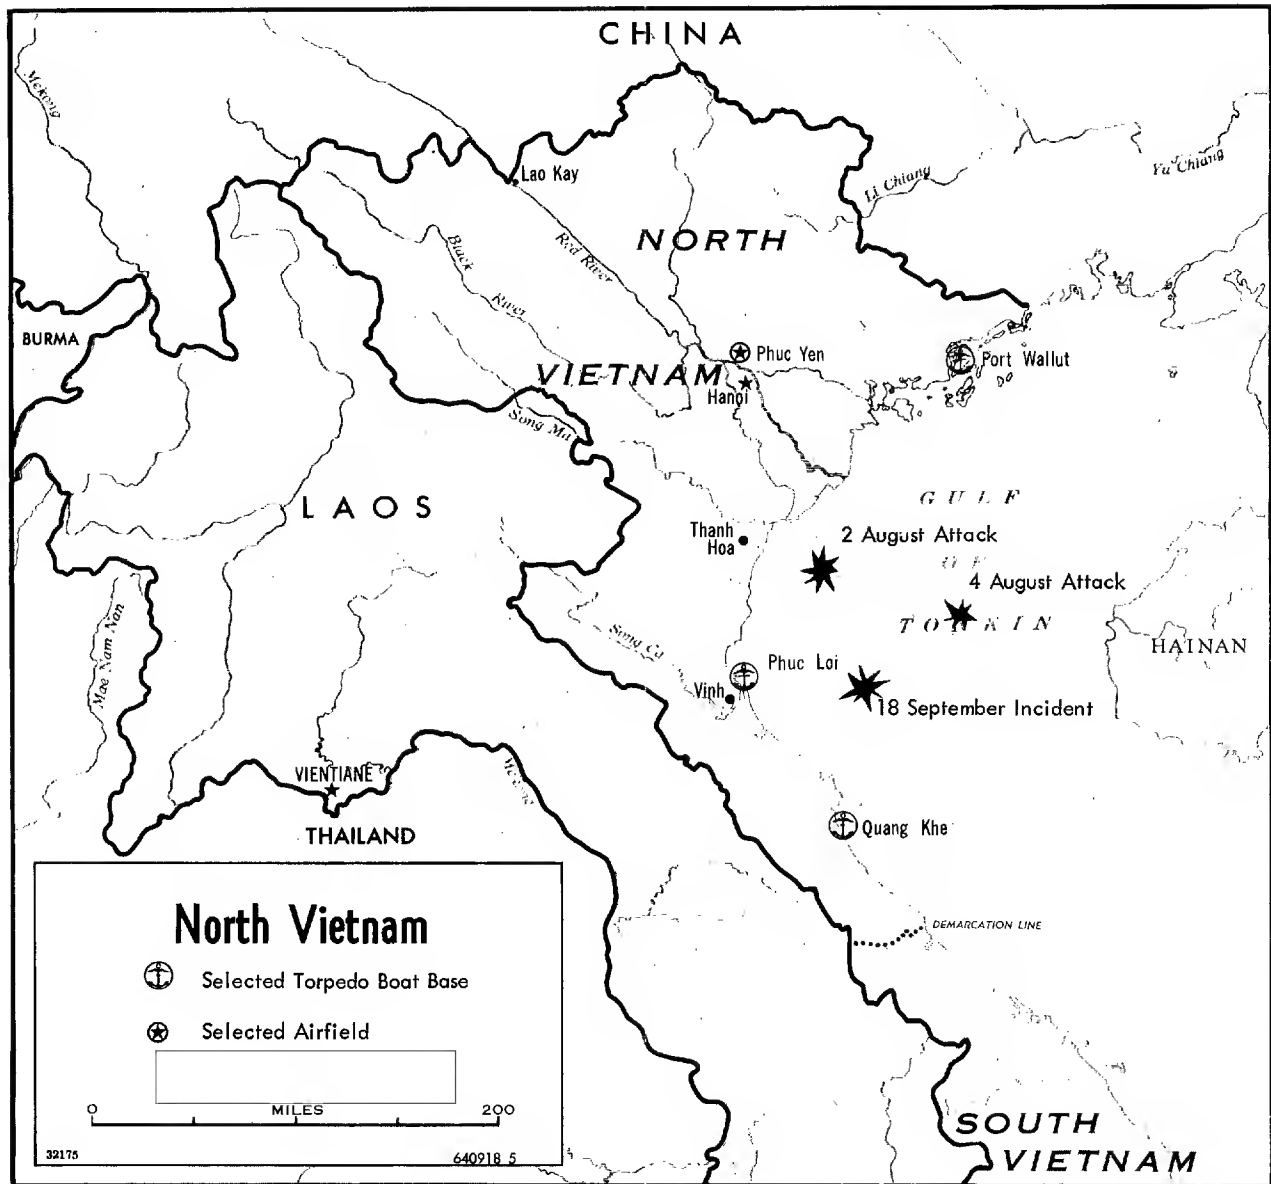 CHINA
Mekong
Lao Kay
Li Chiang
Yu Chiang
NORTH
Red River
Black
River
BURMA
Phuc Yen
Port Wallut
VIETNAM
Hanoi
Song Ma
GULF
LAOS
Thanh
Hoa
2 August Attack
OF
4 August Attack
TONKIN
Mae Nam Nan
Song Ca
HAINAN
Phuc Loi
Vinh
18 September Incident
VIENTIANE
Mekong
THAILAND
Quang Khe
North Vietnam
DEMARCATION LINE
Selected Torpedo Boat Base
Selected Airfield
0 MILES 200
32175
640918 5
SOUTH
VIETNAM